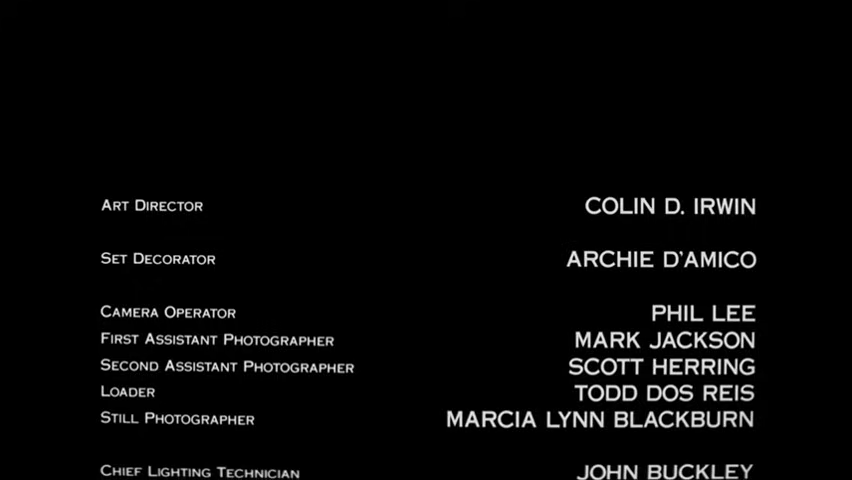 Art Director COLIN D. IRWIN
Set Decorator ARCHIE D'AMICO
Camera Operator PHIL LEE
First Assistant Photographer MARK JACKSON
Second Assistant Photographer SCOTT HERRING
Loader TODD DOS REIS
Still Photographer MARCIA LYNN BLACKBURN
Chief Lighting Technician JOHN BUCKLEY